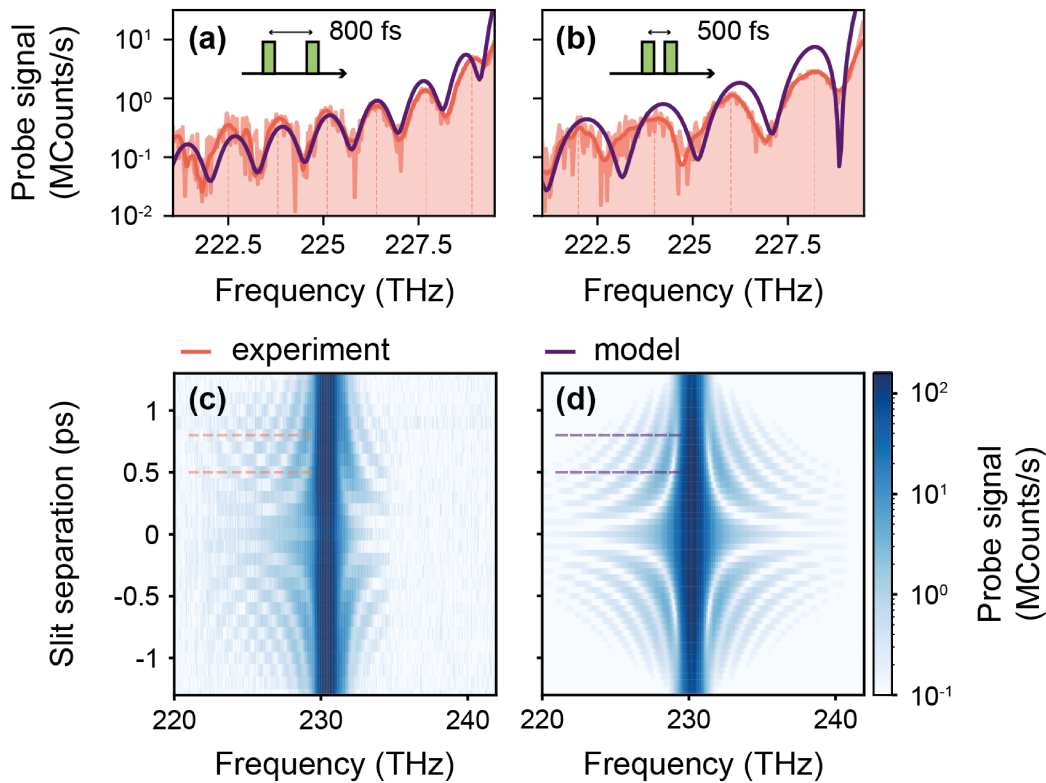 (a) 800 fs
(b) 500 fs
Probe signal
(MCounts/s)
10¹
10⁰
10⁻¹
10⁻²
222.5 225 227.5
222.5 225 227.5
Frequency (THz)
Frequency (THz)
experiment
model
(c)
(d)
Slit separation (ps)
1
0.5
0
-0.5
-1
220 230 240
220 230 240
Frequency (THz)
Frequency (THz)
10²
10¹
10⁰
10⁻¹
Probe signal
(MCounts/s)